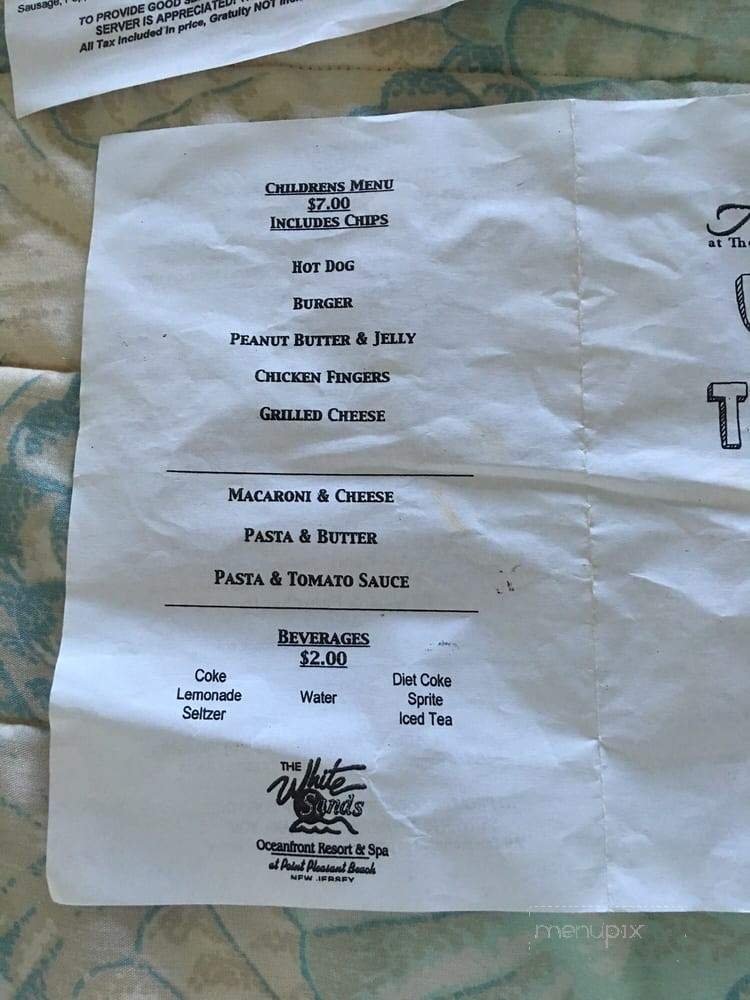 Sausage,
TO PROVIDE GOOD
SERVER IS APPRECIATED!
All Tax Included in price, Gratuity NOT
CHILDRENS MENU
$7.00
INCLUDES CHIPS
HOT DOG
BURGER
PEANUT BUTTER & JELLY
CHICKEN FINGERS
GRILLED CHEESE
MACARONI & CHEESE
PASTA & BUTTER
PASTA & TOMATO SAUCE
BEVERAGES
$2.00
Coke
Lemonade
Seltzer
Water
Diet Coke
Sprite
Iced Tea
THE
White
Sands
Oceanfront Resort & Spa
at Point Pleasant Beach
NEW JERSEY
at
T
menupix